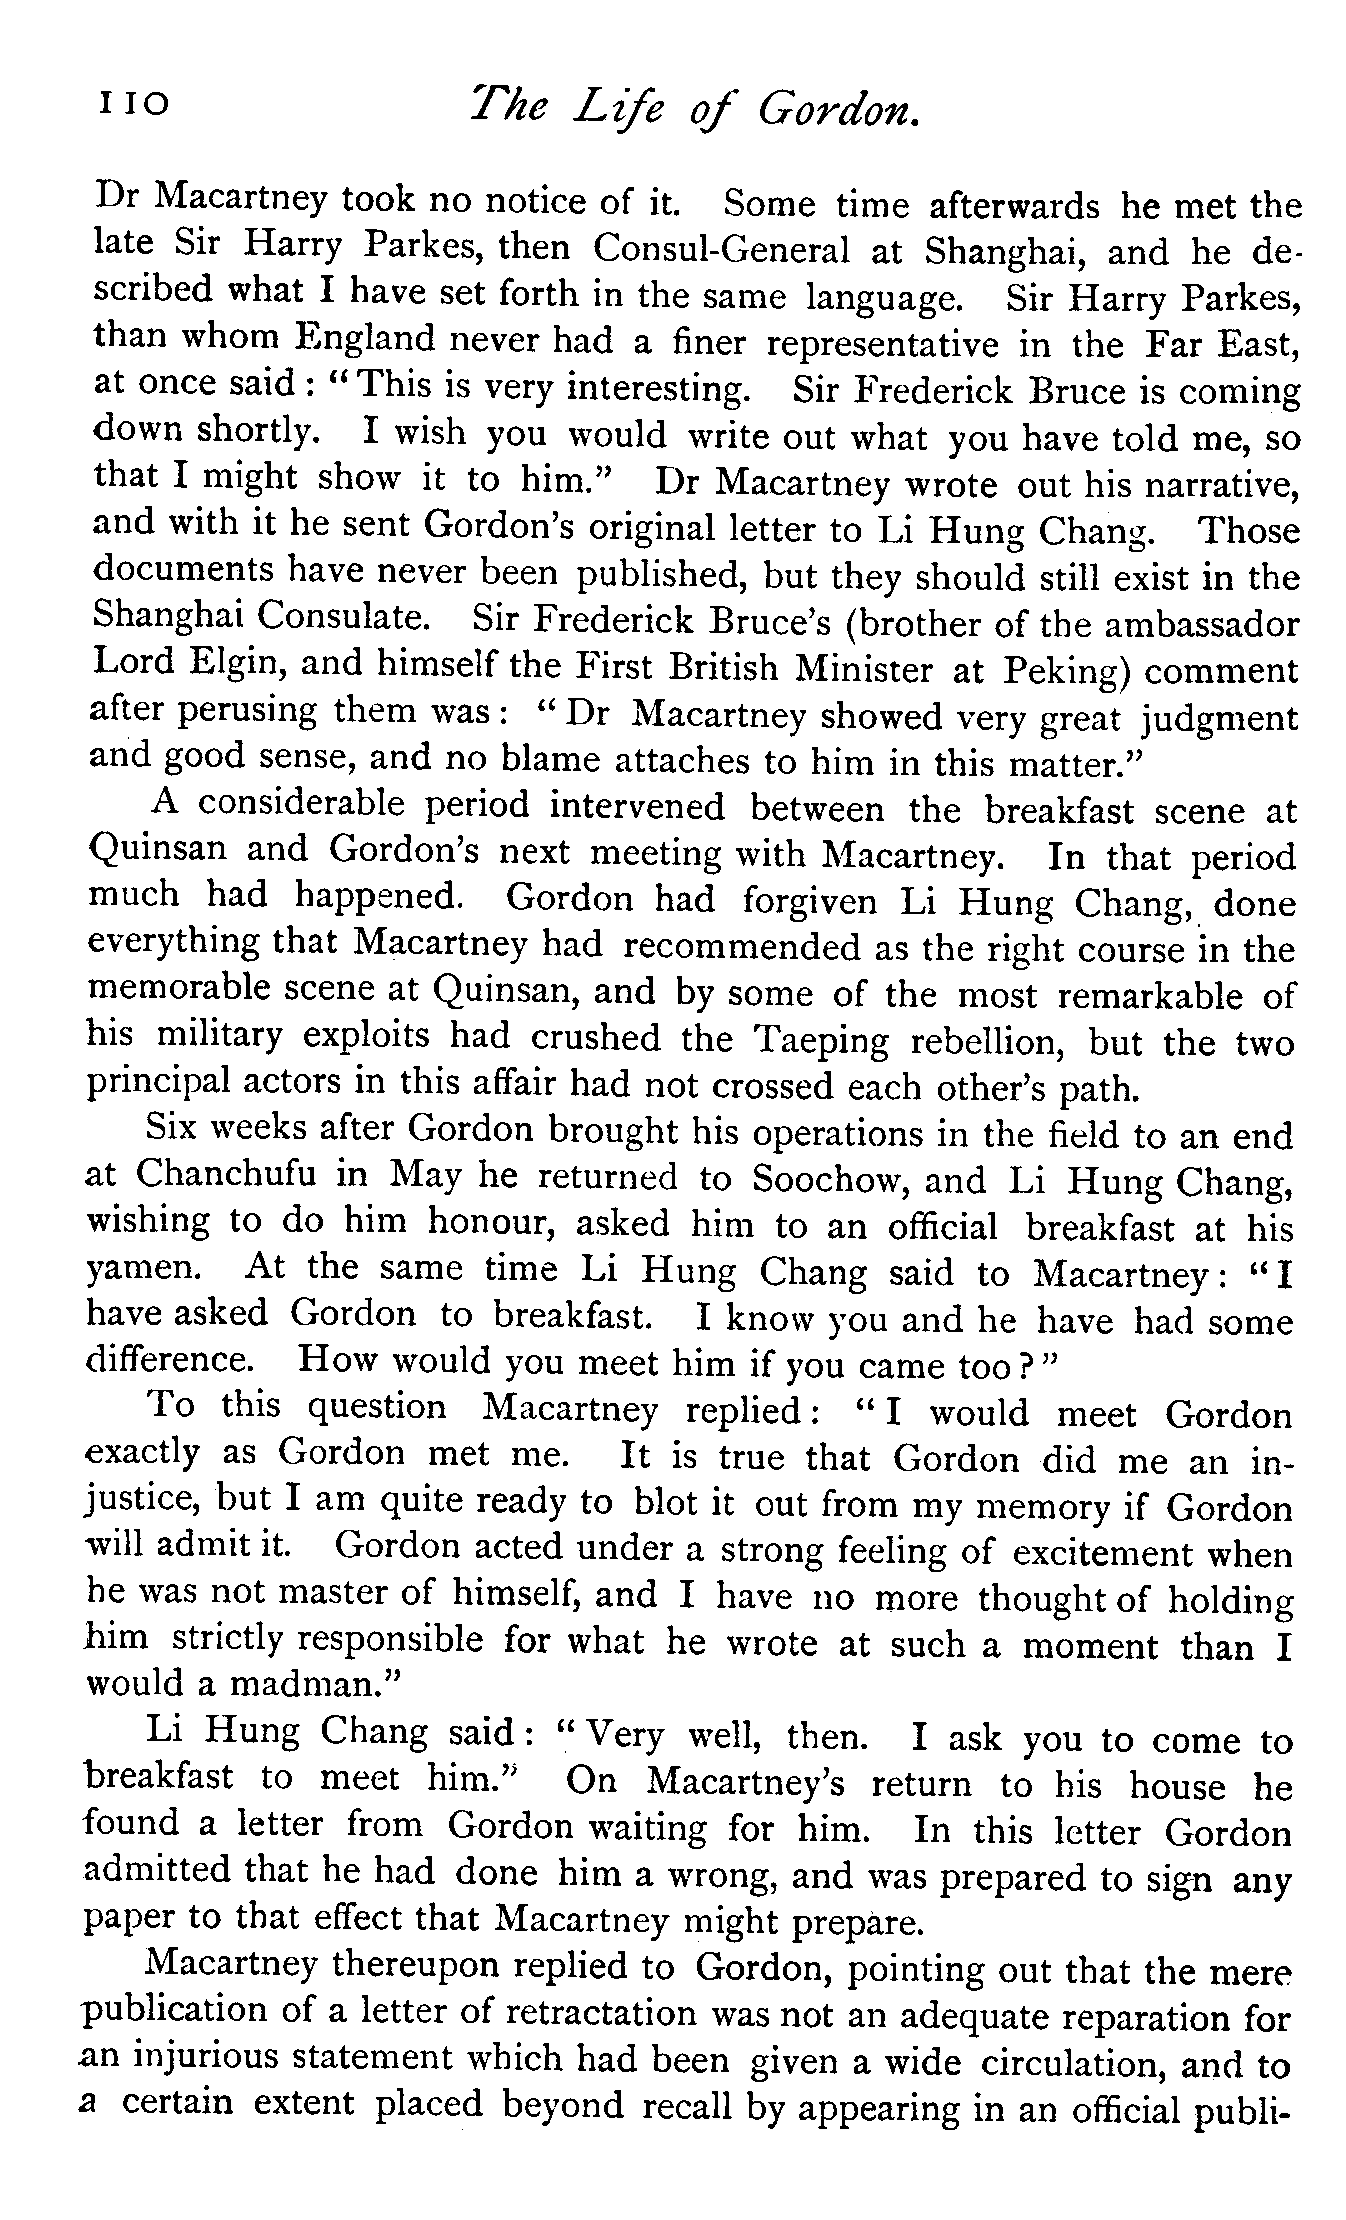 110 The Life of Gordon.
Dr Macartney took no notice of it. Some time afterwards he met the
late Sir Harry Parkes, then Consul-General at Shanghai, and he de-
scribed what I have set forth in the same language. Sir Harry Parkes,
than whom England never had a finer representative in the Far East,
at once said : “ This is very interesting. Sir Frederick Bruce is coming
down shortly. I wish you would write out what you have told me, so
that I might show it to him.” Dr Macartney wrote out his narrative,
and with it he sent Gordon’s original letter to Li Hung Chang. Those
documents have never been published, but they should still exist in the
Shanghai Consulate. Sir Frederick Bruce’s (brother of the ambassador
Lord Elgin, and himself the First British Minister at Peking) comment
after perusing them was : “ Dr Macartney showed very great judgment
and good sense, and no blame attaches to him in this matter.”
A considerable period intervened between the breakfast scene at
Quinsan and Gordon’s next meeting with Macartney. In that period
much had happened. Gordon had forgiven Li Hung Chang, done
everything that Macartney had recommended as the right course in the
memorable scene at Quinsan, and by some of the most remarkable of
his military exploits had crushed the Taeping rebellion, but the two
principal actors in this affair had not crossed each other’s path.
Six weeks after Gordon brought his operations in the field to an end
at Chanchufu in May he returned to Soochow, and Li Hung Chang,
wishing to do him honour, asked him to an official breakfast at his
yamen. At the same time Li Hung Chang said to Macartney : “ I
have asked Gordon to breakfast. I know you and he have had some
difference. How would you meet him if you came too ? ”
To this question Macartney replied : “ I would meet Gordon
exactly as Gordon met me. It is true that Gordon did me an in-
justice, but I am quite ready to blot it out from my memory if Gordon
will admit it. Gordon acted under a strong feeling of excitement when
he was not master of himself, and I have no more thought of holding
him strictly responsible for what he wrote at such a moment than I
would a madman.”
Li Hung Chang said : “ Very well, then. I ask you to come to
breakfast to meet him.” On Macartney’s return to his house he
found a letter from Gordon waiting for him. In this letter Gordon
admitted that he had done him a wrong, and was prepared to sign any
paper to that effect that Macartney might prepare.
Macartney thereupon replied to Gordon, pointing out that the mere
publication of a letter of retractation was not an adequate reparation for
an injurious statement which had been given a wide circulation, and to
a certain extent placed beyond recall by appearing in an official publi-